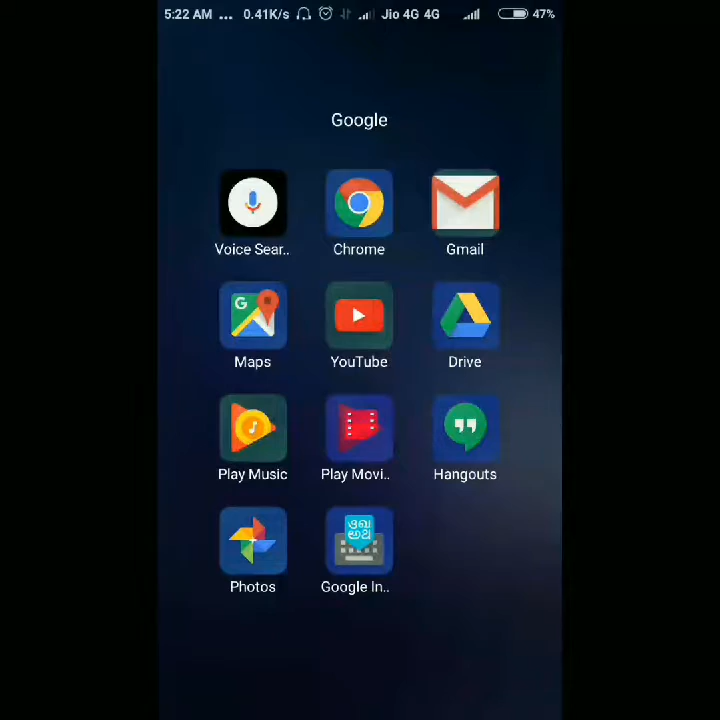 5:22 AM ... 0.41K/s Jio 4G 4G 47%
Google
Voice Sear.. Chrome Gmail
G
Maps YouTube Drive
Play Music Play Movi.. Hangouts
Photos Google In..